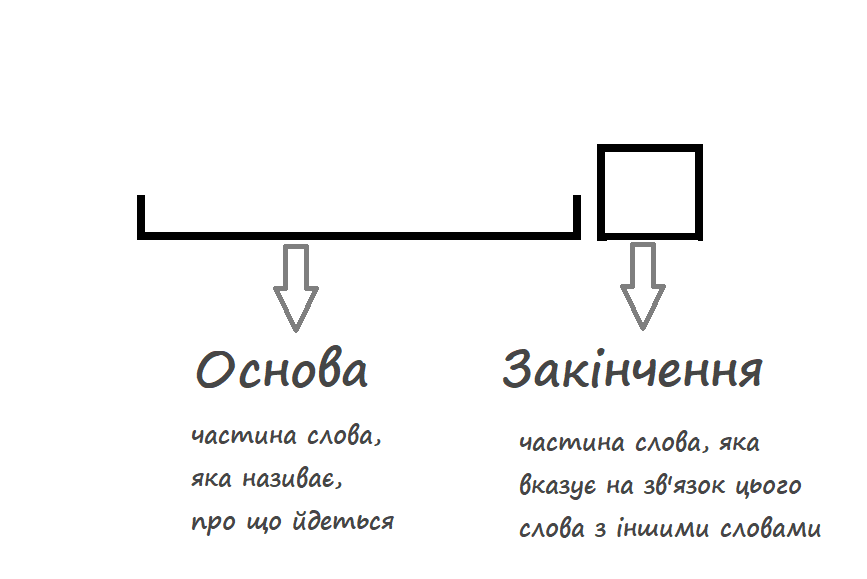 Основа
частина слова,
яка називає,
про що йдеться
Закінчення
частина слова, яка
вказує на зв'язок цього
слова з іншими словами